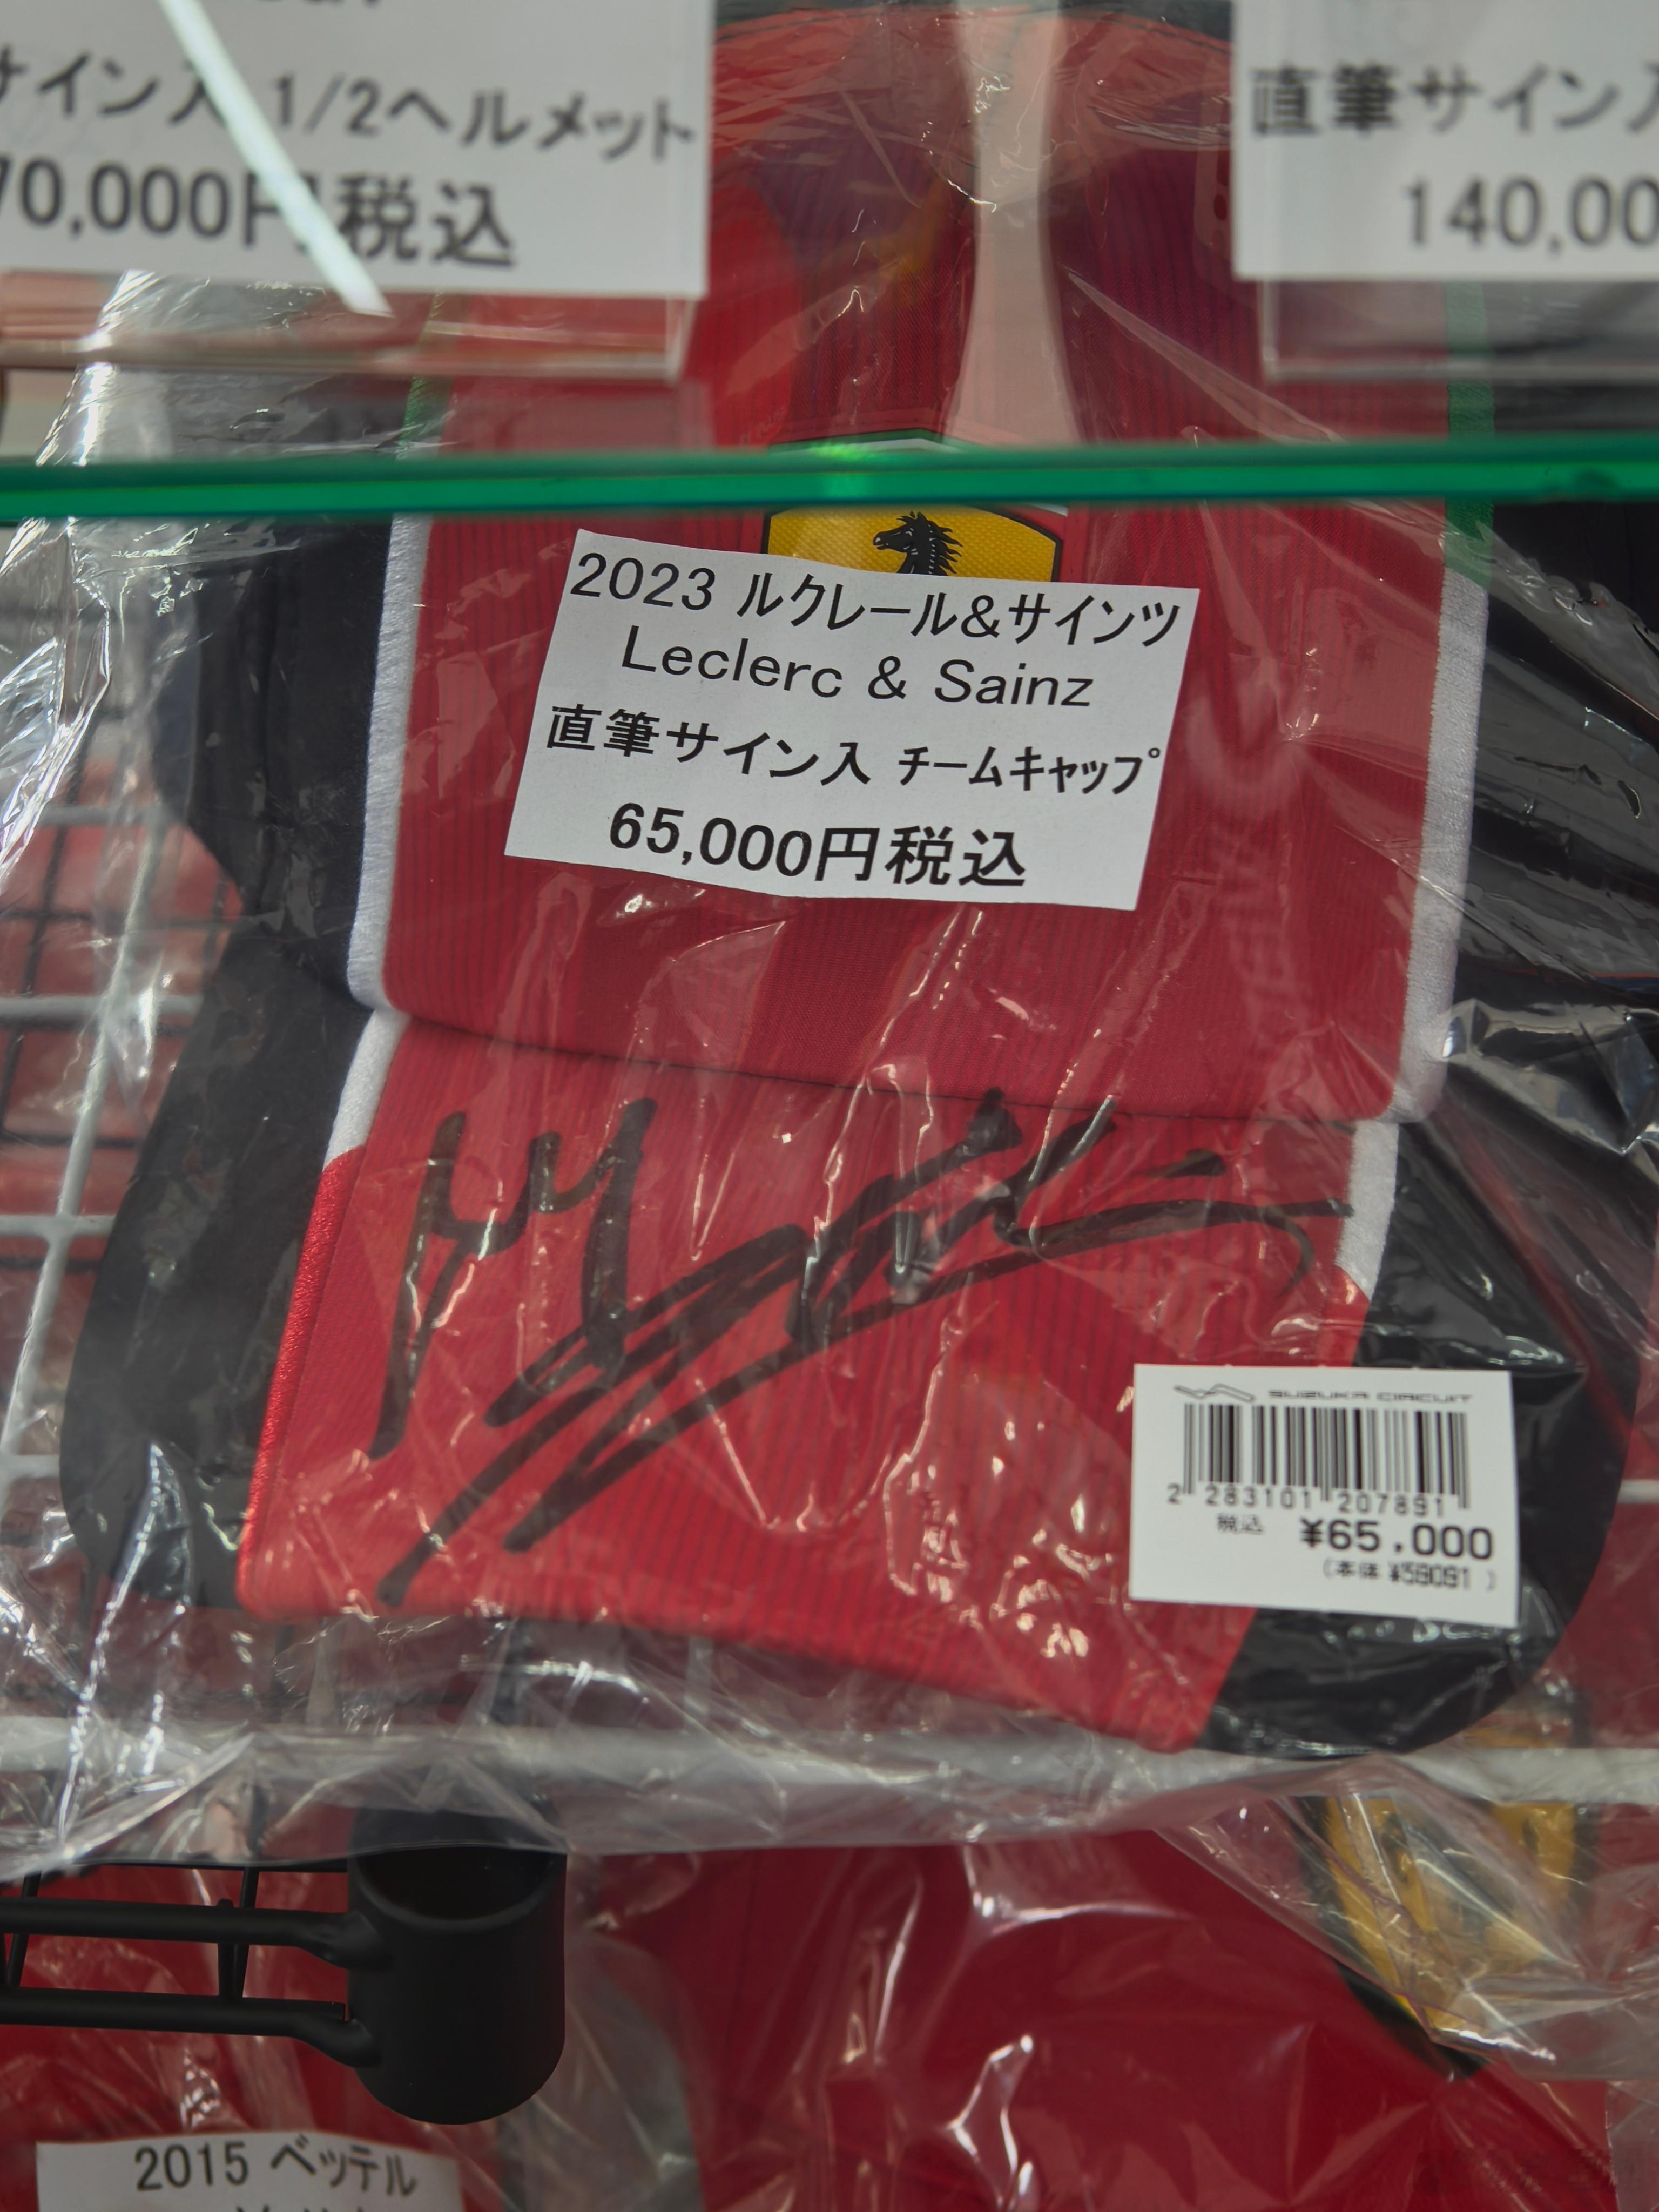 サイン入 1/2ヘルメット
70,000円税込
直筆サイン入
140,00
2023 ルクレール&サインツ
Leclerc & Sainz
直筆サイン入 チームキャップ
65,000円税込
SUZUKA CIRCUIT
2 283101 207891
税込 ¥65,000
(本体 ¥59091 )
2015 ベッテル